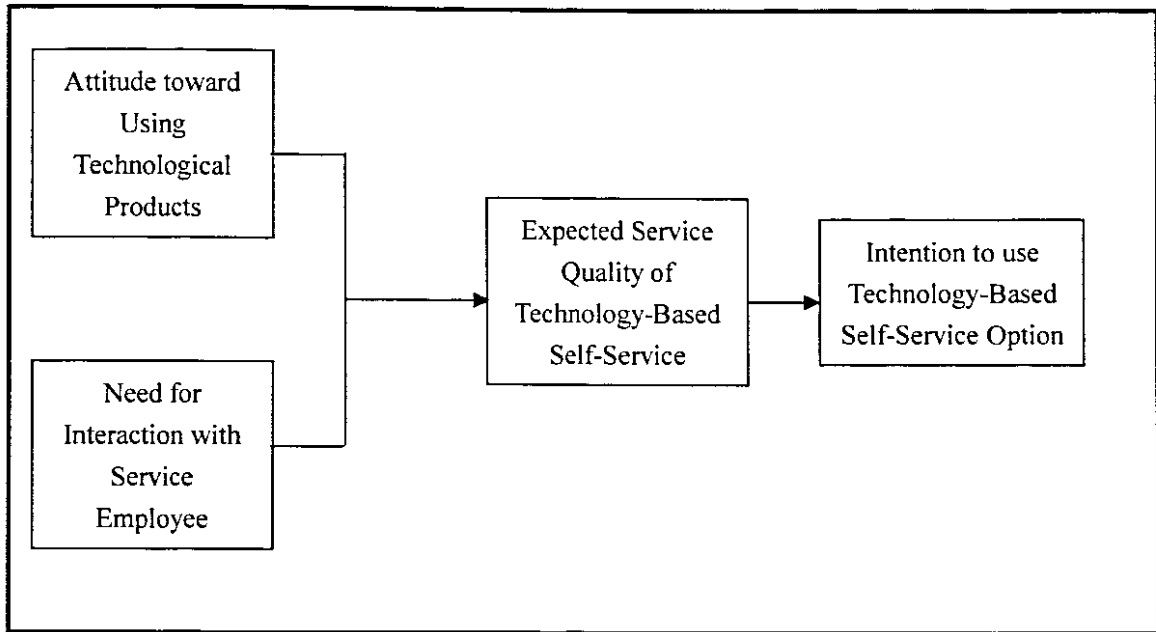 Attitude toward
Using
Technological
Products
Need for
Interaction with
Service
Employee
Expected Service
Quality of
Technology-Based
Self-Service
Intention to use
Technology-Based
Self-Service Option